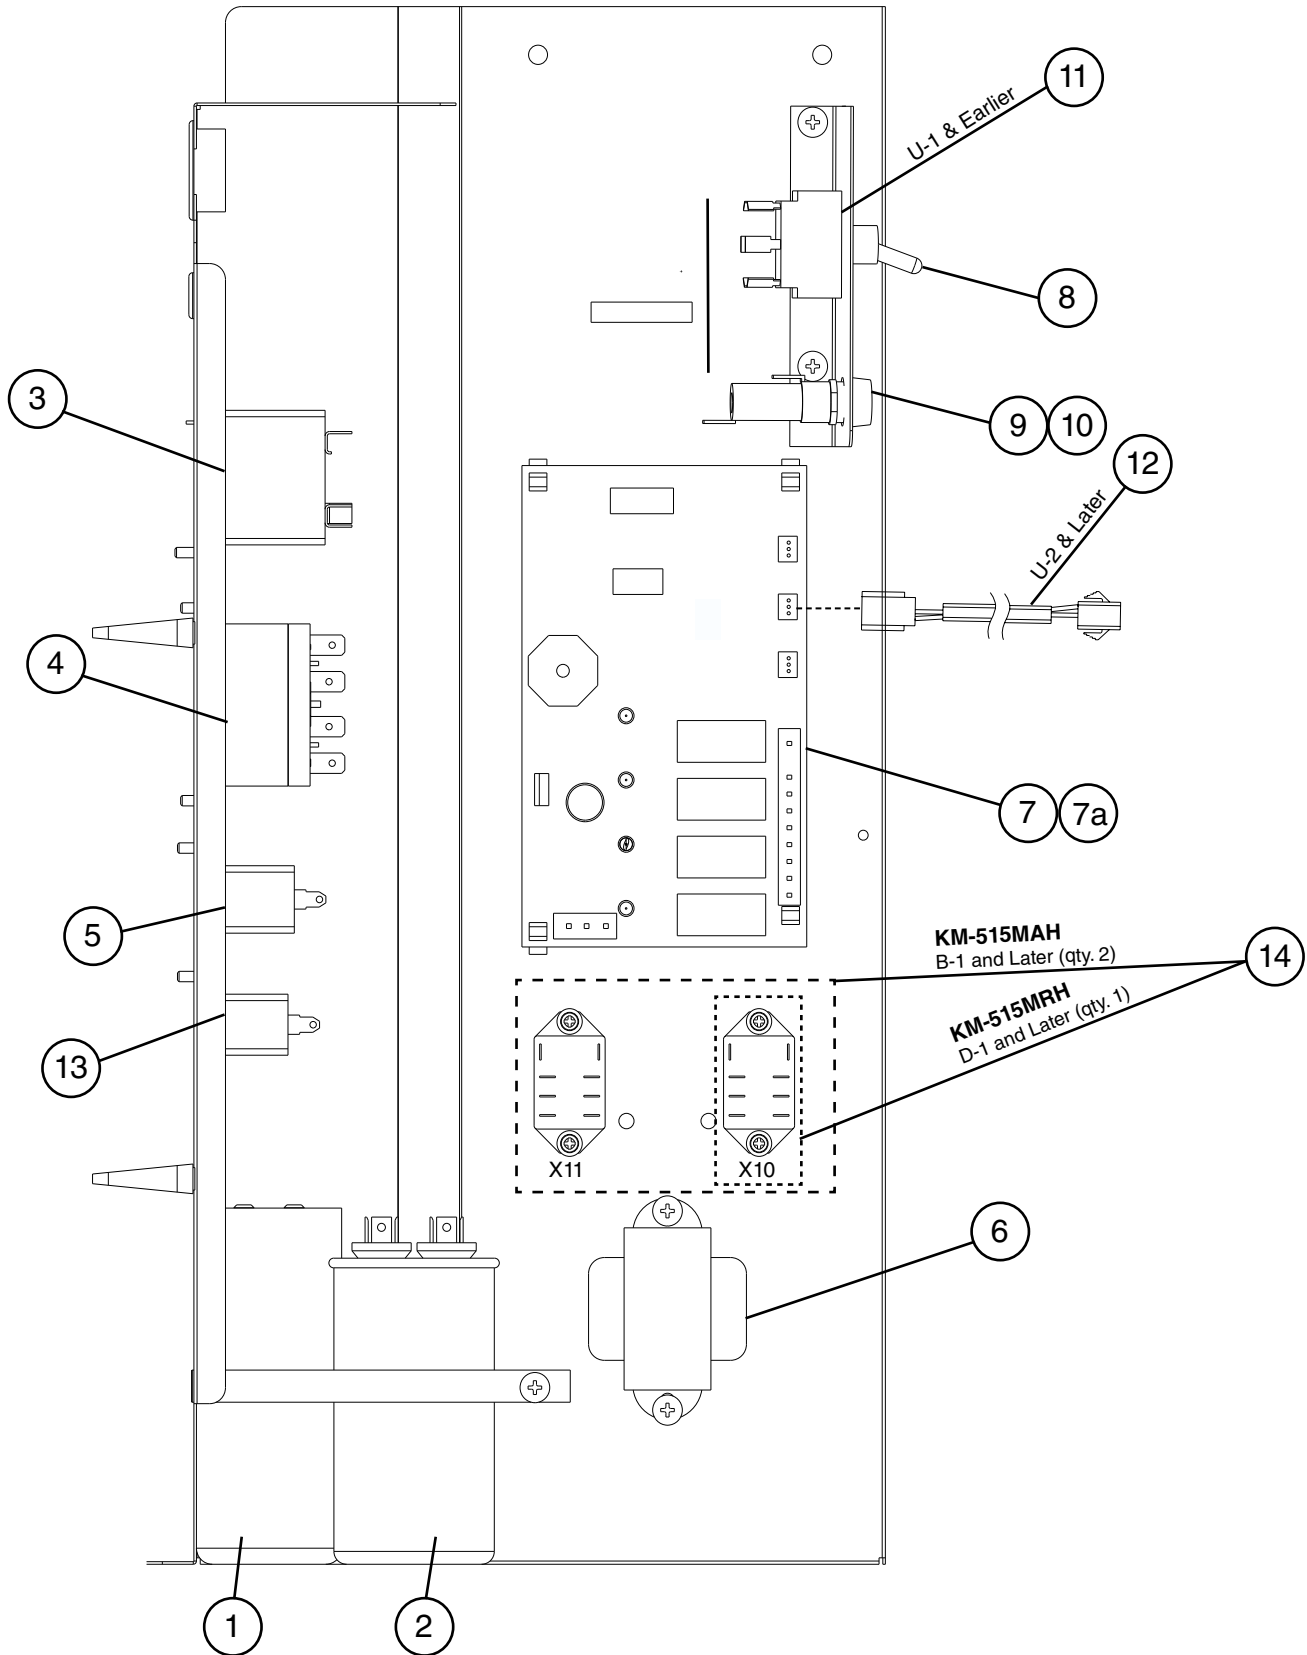 11
U-1 & Earlier
8
3
9
10
12
U-2 & Later
4
7
7a
5
KM-515MAH
B-1 and Later (qty. 2)
14
KM-515MRH
D-1 and Later (qty. 1)
13
X11
X10
6
1
2